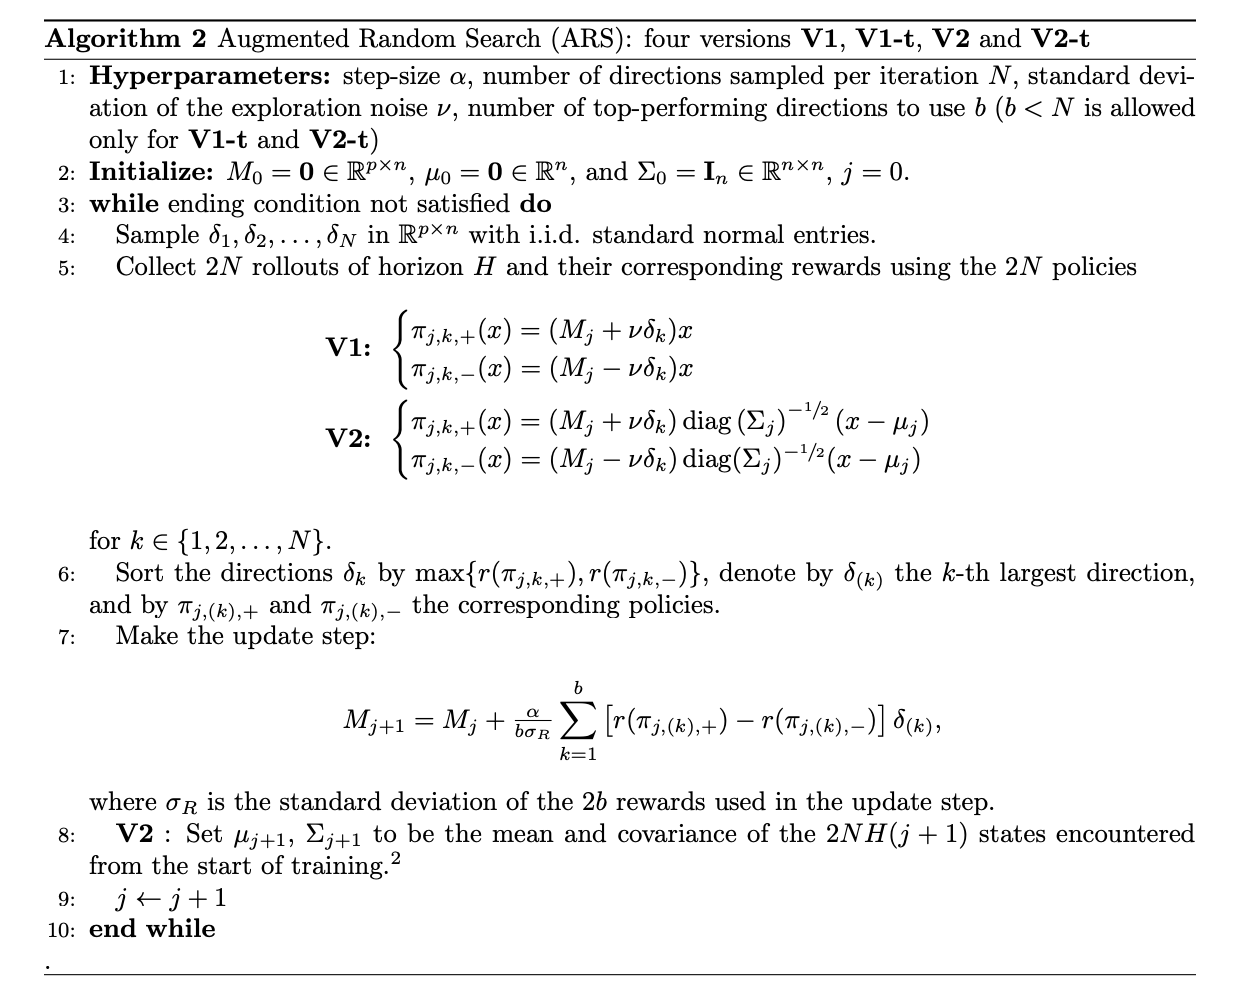 Algorithm 2 Augmented Random Search (ARS): four versions V1, V1-t, V2 and V2-t
1: Hyperparameters: step-size α, number of directions sampled per iteration N, standard devi-
ation of the exploration noise ν, number of top-performing directions to use b (b < N is allowed
only for V1-t and V2-t)
2: Initialize: M₀ = 0 ∈ ℝ^{p×n}, μ₀ = 0 ∈ ℝⁿ, and Σ₀ = Iₙ ∈ ℝ^{n×n}, j = 0.
3: while ending condition not satisfied do
4: Sample δ₁, δ₂, . . . , δ_N in ℝ^{p×n} with i.i.d. standard normal entries.
5: Collect 2N rollouts of horizon H and their corresponding rewards using the 2N policies
V1: { π_{j,k,+}(x) = (M_j + νδ_k)x
π_{j,k,−}(x) = (M_j − νδ_k)x
V2: { π_{j,k,+}(x) = (M_j + νδ_k) diag (Σ_j)^{−1/2} (x − μ_j)
π_{j,k,−}(x) = (M_j − νδ_k) diag(Σ_j)^{−1/2}(x − μ_j)
for k ∈ {1, 2, . . . , N}.
6: Sort the directions δ_k by max{r(π_{j,k,+}), r(π_{j,k,−})}, denote by δ_{(k)} the k-th largest direction,
and by π_{j,(k),+} and π_{j,(k),−} the corresponding policies.
7: Make the update step:
M_{j+1} = M_j + \frac{α}{bσ_R} \sum_{k=1}^{b} [r(π_{j,(k),+}) − r(π_{j,(k),−})] δ_{(k)},
where σ_R is the standard deviation of the 2b rewards used in the update step.
8: V2 : Set μ_{j+1}, Σ_{j+1} to be the mean and covariance of the 2NH(j + 1) states encountered
from the start of training.²
9: j ← j + 1
10: end while
.